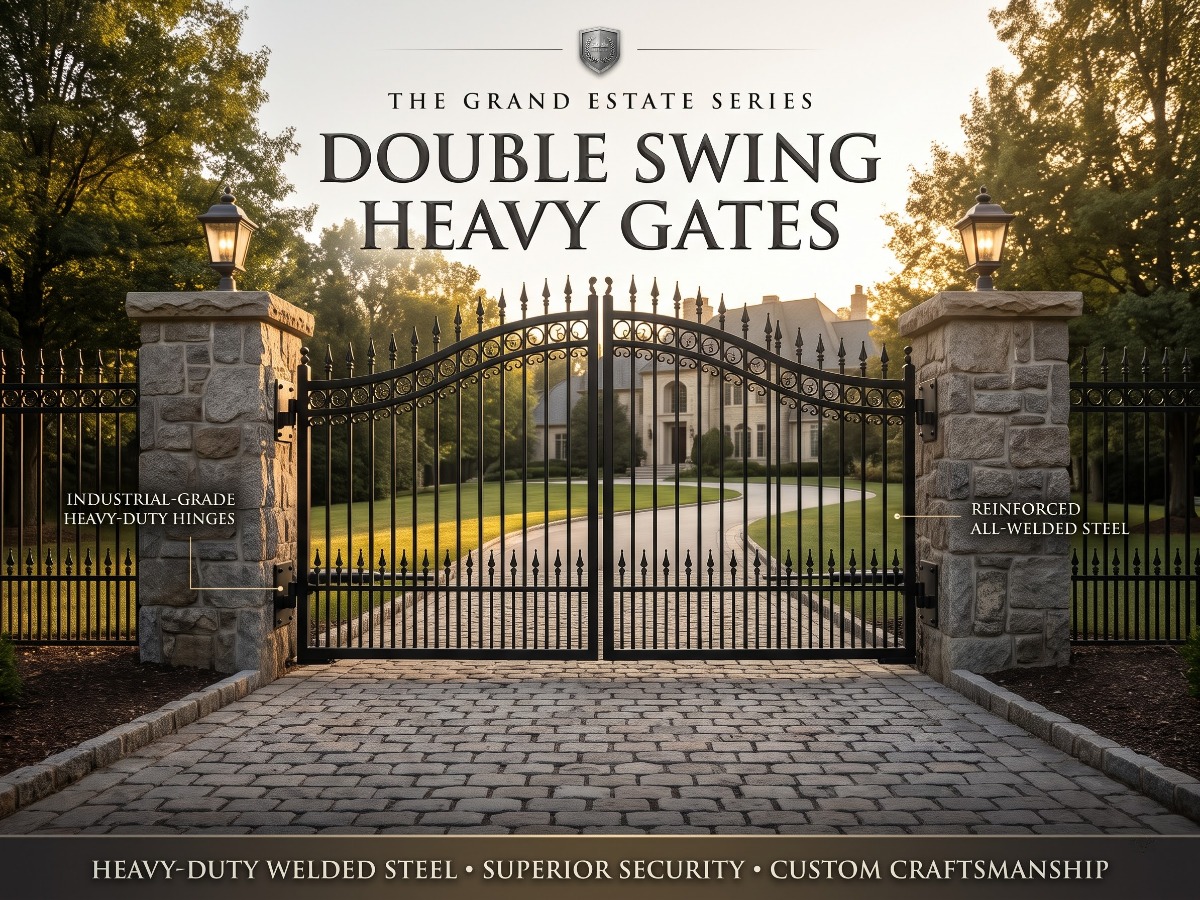 THE GRAND ESTATE SERIES
DOUBLE SWING
HEAVY GATES
INDUSTRIAL-GRADE
HEAVY-DUTY HINGES
REINFORCED
ALL-WELDED STEEL
HEAVY-DUTY WELDED STEEL • SUPERIOR SECURITY • CUSTOM CRAFTSMANSHIP